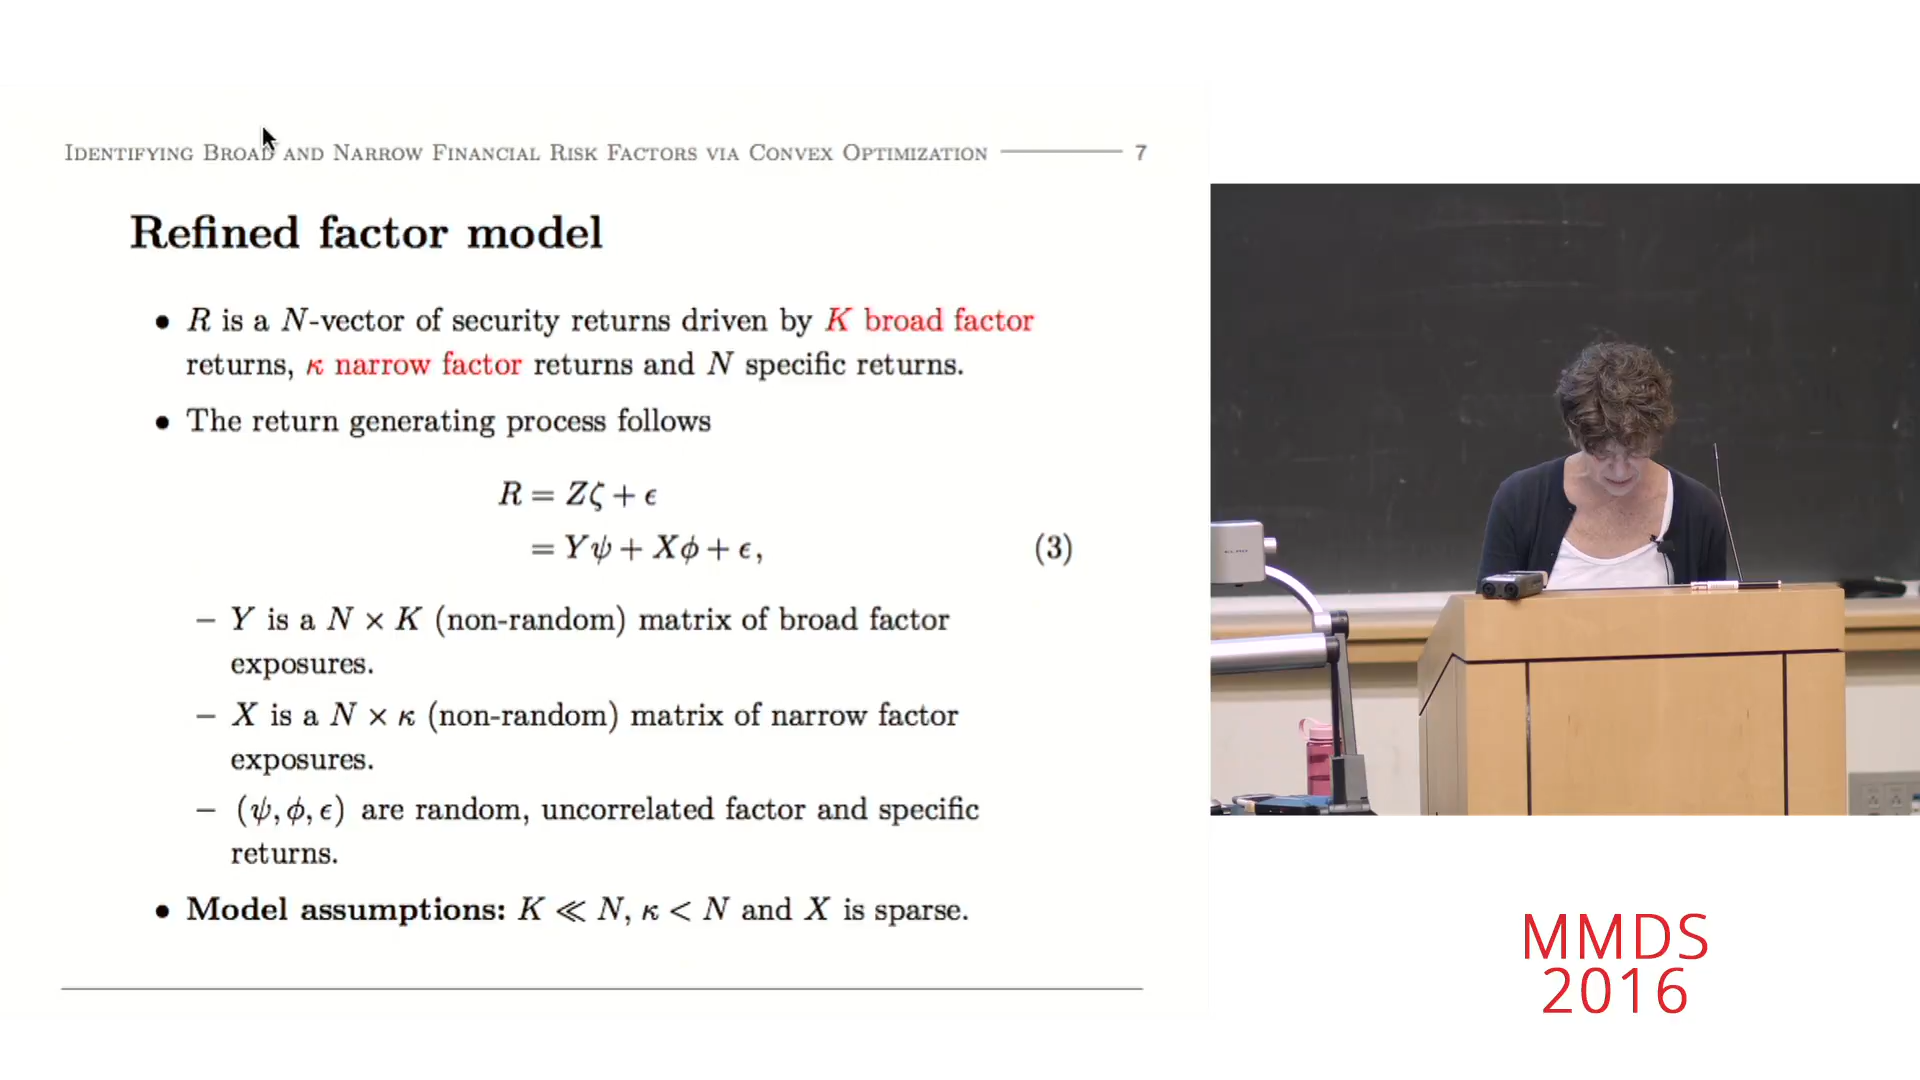 IDENTIFYING BROAD AND NARROW FINANCIAL RISK FACTORS VIA CONVEX OPTIMIZATION 7
Refined factor model
• R is a N-vector of security returns driven by K broad factor
returns, κ narrow factor returns and N specific returns.
• The return generating process follows
R = Zζ + ϵ
= Yψ + Xϕ + ϵ, (3)
– Y is a N × K (non-random) matrix of broad factor
exposures.
– X is a N × κ (non-random) matrix of narrow factor
exposures.
– (ψ, ϕ, ϵ) are random, uncorrelated factor and specific
returns.
• Model assumptions: K ≪ N, κ < N and X is sparse.
MMDS
2016